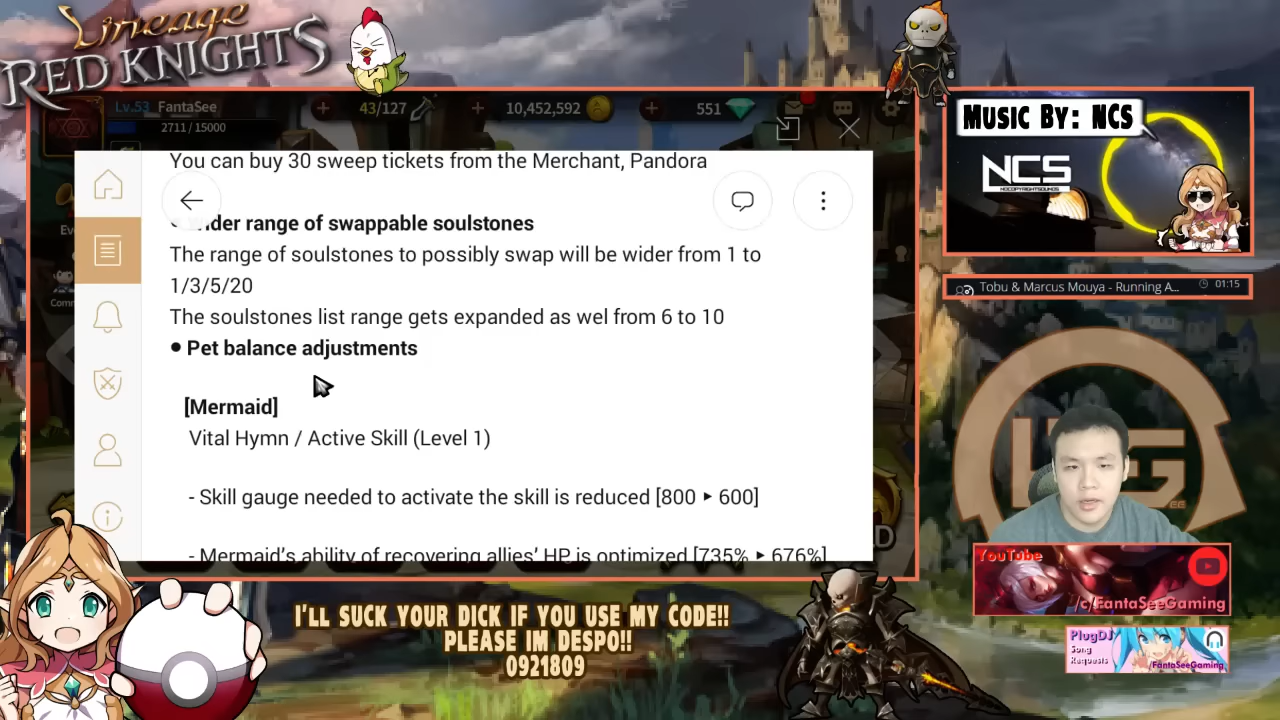 Lineage
RED KNIGHTS
Lv.53 FantaSee
2711 / 15000
43/127
10,452,592
551
You can buy 30 sweep tickets from the Merchant, Pandora
ider range of swappable soulstones
The range of soulstones to possibly swap will be wider from 1 to
1/3/5/20
The soulstones list range gets expanded as wel from 6 to 10
● Pet balance adjustments
[Mermaid]
Vital Hymn / Active Skill (Level 1)
- Skill gauge needed to activate the skill is reduced [800 ▸ 600]
- Mermaid's ability of recovering allies' HP is optimized [735% ▸ 676%]
Ev
Comm
D
MUSIC BY: NCS
NCS
NOCOPYRIGHTSOUNDS
Tobu & Marcus Mouya - Running A...
01:15
YouTube
/c/FantaSeeGaming
PlugDJ
Song
Requests
/FantaSeeGaming
I'LL SUCK YOUR DICK IF YOU USE MY CODE!!
PLEASE IM DESPO!!
0921809